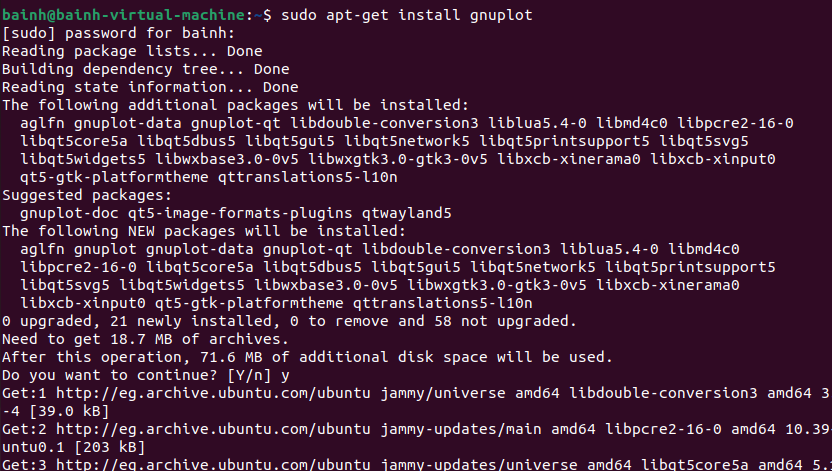 bainh@bainh-virtual-machine:~$ sudo apt-get install gnuplot
[sudo] password for bainh:
Reading package lists... Done
Building dependency tree... Done
Reading state information... Done
The following additional packages will be installed:
  aglfn gnuplot-data gnuplot-qt libdouble-conversion3 liblua5.4-0 libmd4c0 libpcre2-16-0
  libqt5core5a libqt5dbus5 libqt5gui5 libqt5network5 libqt5printsupport5 libqt5svg5
  libqt5widgets5 libwxbase3.0-0v5 libwxgtk3.0-gtk3-0v5 libxcb-xinerama0 libxcb-xinput0
  qt5-gtk-platformtheme qttranslations5-l10n
Suggested packages:
  gnuplot-doc qt5-image-formats-plugins qtwayland5
The following NEW packages will be installed:
  aglfn gnuplot gnuplot-data gnuplot-qt libdouble-conversion3 liblua5.4-0 libmd4c0
  libpcre2-16-0 libqt5core5a libqt5dbus5 libqt5gui5 libqt5network5 libqt5printsupport5
  libqt5svg5 libqt5widgets5 libwxbase3.0-0v5 libwxgtk3.0-gtk3-0v5 libxcb-xinerama0
  libxcb-xinput0 qt5-gtk-platformtheme qttranslations5-l10n
0 upgraded, 21 newly installed, 0 to remove and 58 not upgraded.
Need to get 18.7 MB of archives.
After this operation, 71.6 MB of additional disk space will be used.
Do you want to continue? [Y/n] y
Get:1 http://eg.archive.ubuntu.com/ubuntu jammy/universe amd64 libdouble-conversion3 amd64 3
-4 [39.0 kB]
Get:2 http://eg.archive.ubuntu.com/ubuntu jammy-updates/main amd64 libpcre2-16-0 amd64 10.39-
untu0.1 [203 kB]
Get:3 http://eg.archive.ubuntu.com/ubuntu jammy-updates/universe amd64 libqt5core5a amd64 5.